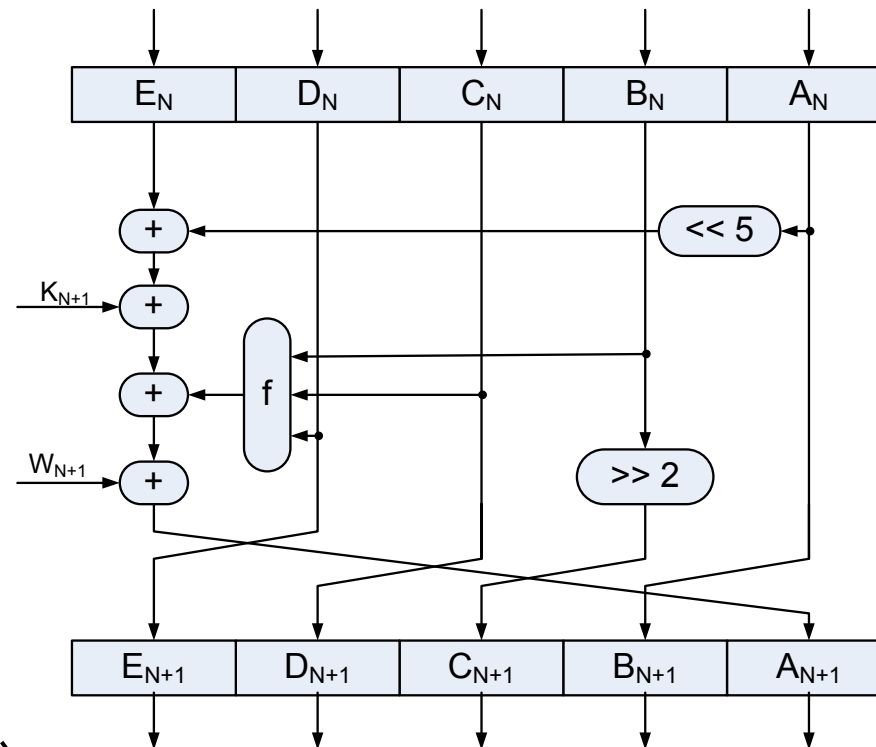 E_N D_N C_N B_N A_N
+ << 5
K_N+1 +
+ f
W_N+1 + >> 2
E_N+1 D_N+1 C_N+1 B_N+1 A_N+1